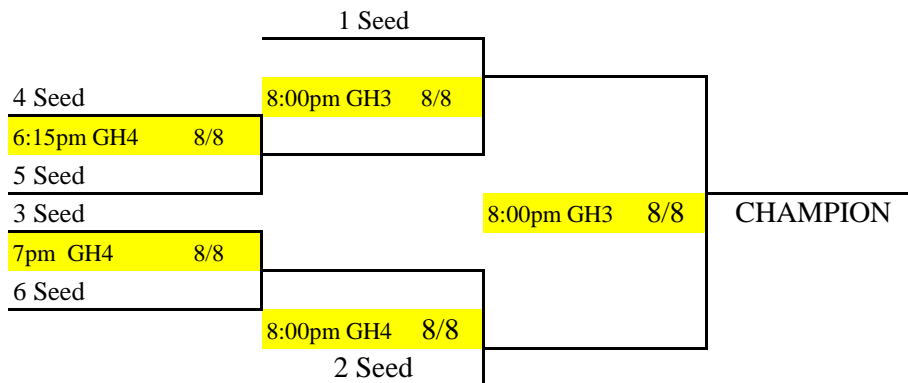 1 Seed
4 Seed
8:00pm GH3 8/8
6:15pm GH4 8/8
5 Seed
3 Seed
8:00pm GH3 8/8
CHAMPION
7pm GH4 8/8
6 Seed
8:00pm GH4 8/8
2 Seed